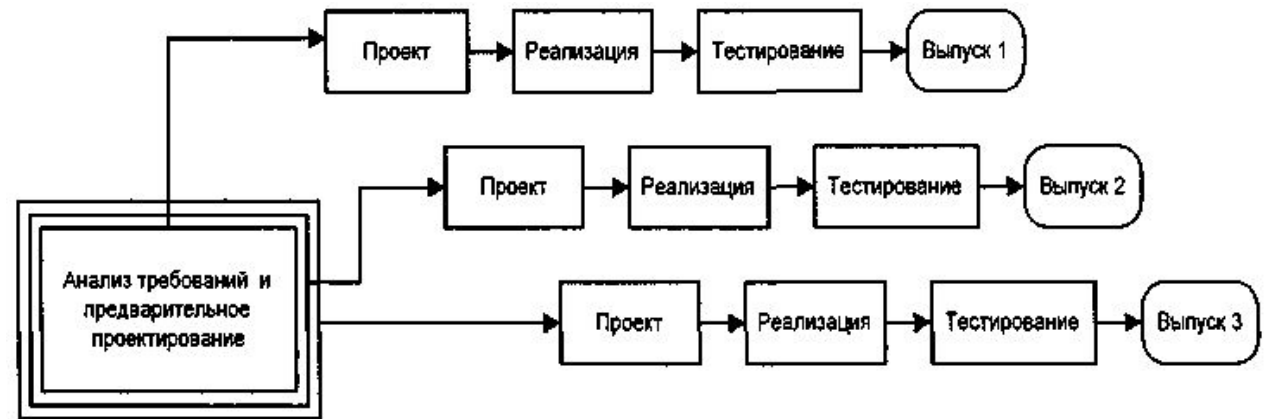 Проект
Реализация
Тестирование
Выпуск 1
Проект
Реализация
Тестирование
Выпуск 2
Анализ требований и
предварительное
проектирование
Проект
Реализация
Тестирование
Выпуск 3